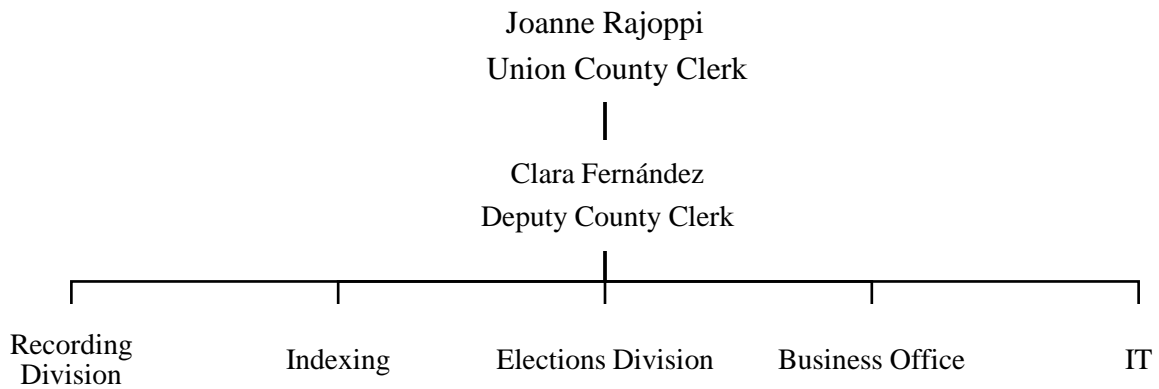 Joanne Rajoppi
Union County Clerk
Clara Fernández
Deputy County Clerk
Recording
Division
Indexing
Elections Division
Business Office
IT